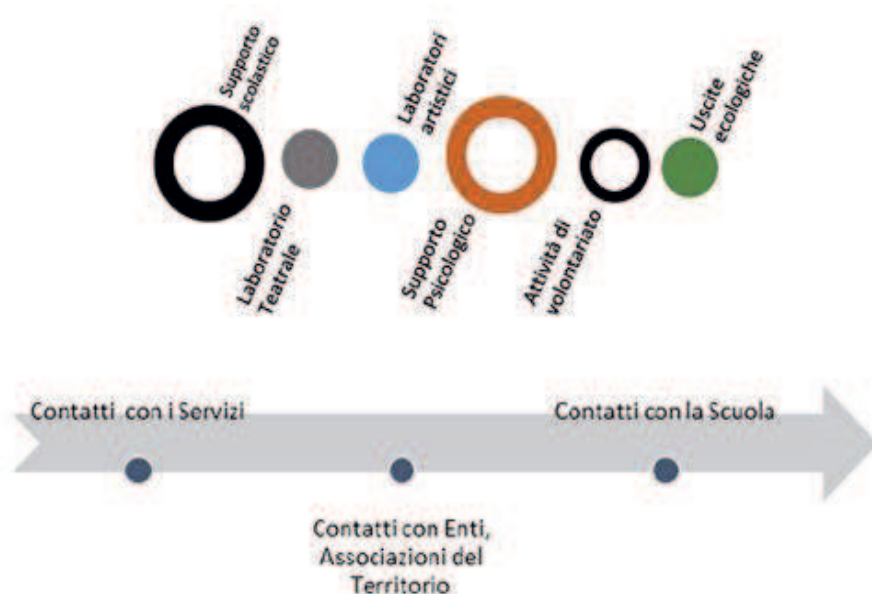 Supporto
scolastico
Laboratorio
Teatrale
Laboratori
artistici
Supporto
Psicologico
Attività di
volontariato
Uscite
ecologiche
Contatti con i Servizi
Contatti con Enti,
Associazioni del
Territorio
Contatti con la Scuola